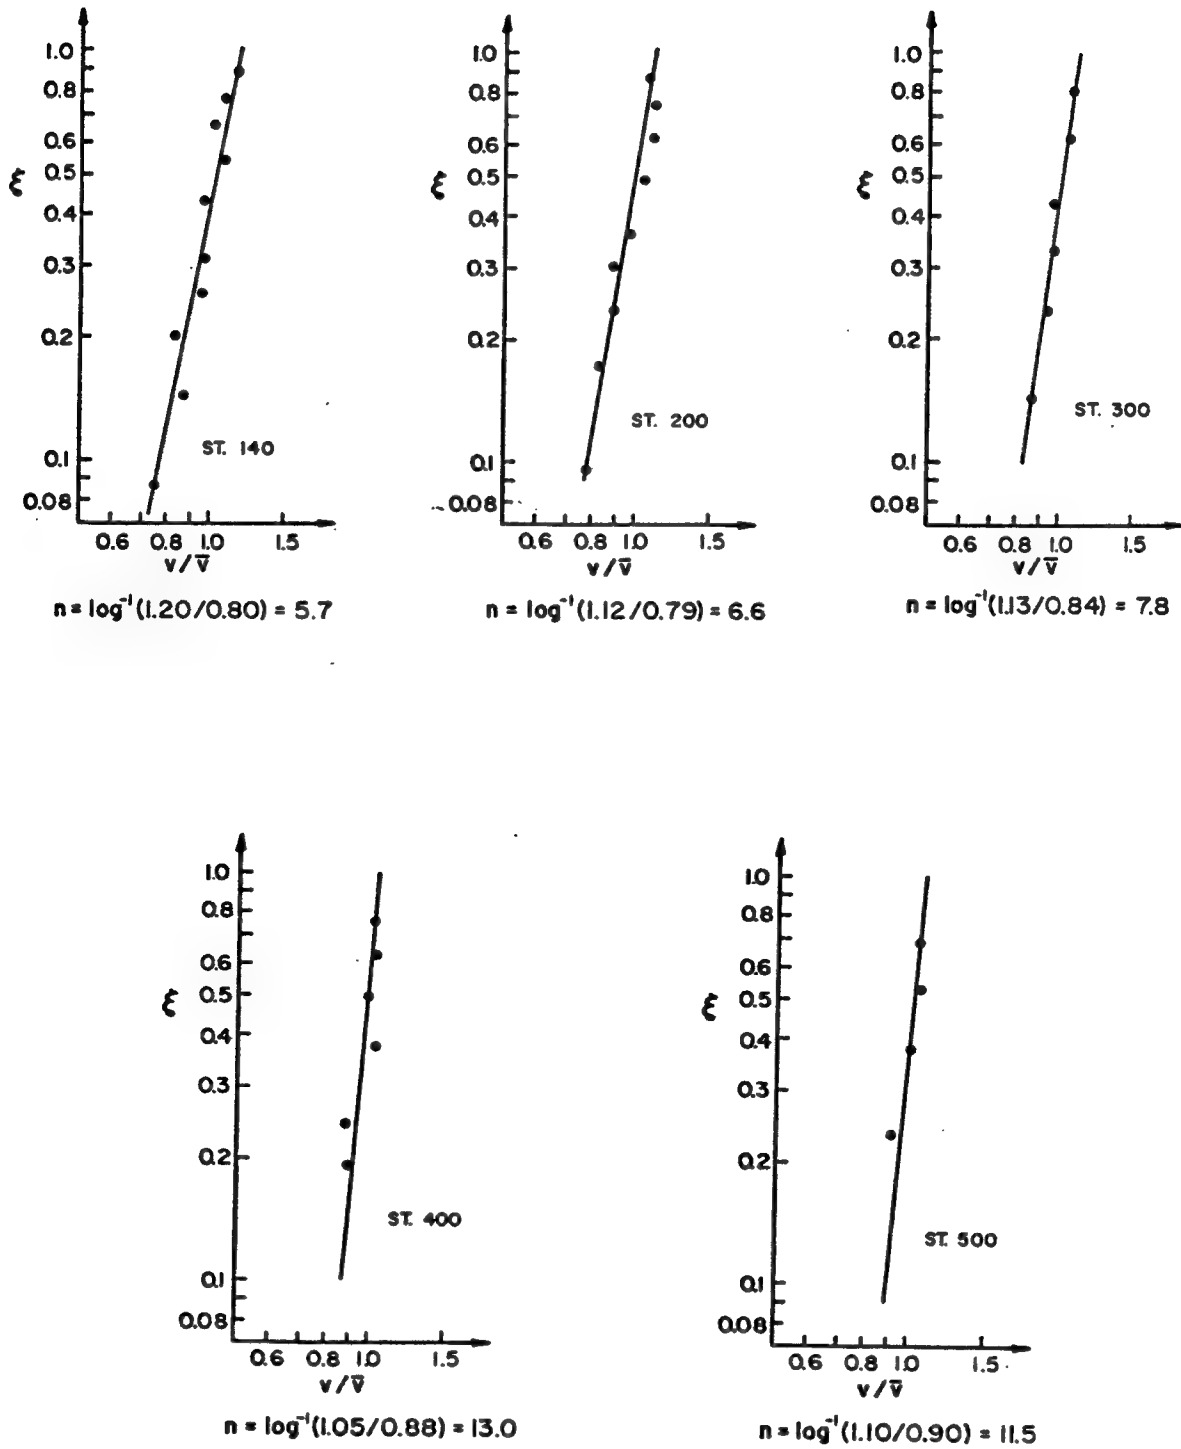 1.0
0.8
0.6
0.5
0.4
0.3
0.2
0.1
0.08
ξ
ST. 140
0.6 0.8 1.0 1.5
v/v̄
n = log⁻¹(1.20/0.80) = 5.7
1.0
0.8
0.6
0.5
0.4
0.3
0.2
0.1
0.08
ξ
ST. 200
0.6 0.8 1.0 1.5
v/v̄
n = log⁻¹(1.12/0.79) = 6.6
1.0
0.8
0.6
0.5
0.4
0.3
0.2
0.1
0.08
ξ
ST. 300
0.6 0.8 1.0 1.5
v/v̄
n = log⁻¹(1.13/0.84) = 7.8
1.0
0.8
0.6
0.5
0.4
0.3
0.2
0.1
0.08
ξ
ST. 400
0.6 0.8 1.0 1.5
v/v̄
n = log⁻¹(1.05/0.88) = 13.0
1.0
0.8
0.6
0.5
0.4
0.3
0.2
0.1
0.08
ξ
ST. 500
0.6 0.8 1.0 1.5
v/v̄
n = log⁻¹(1.10/0.90) = 11.5